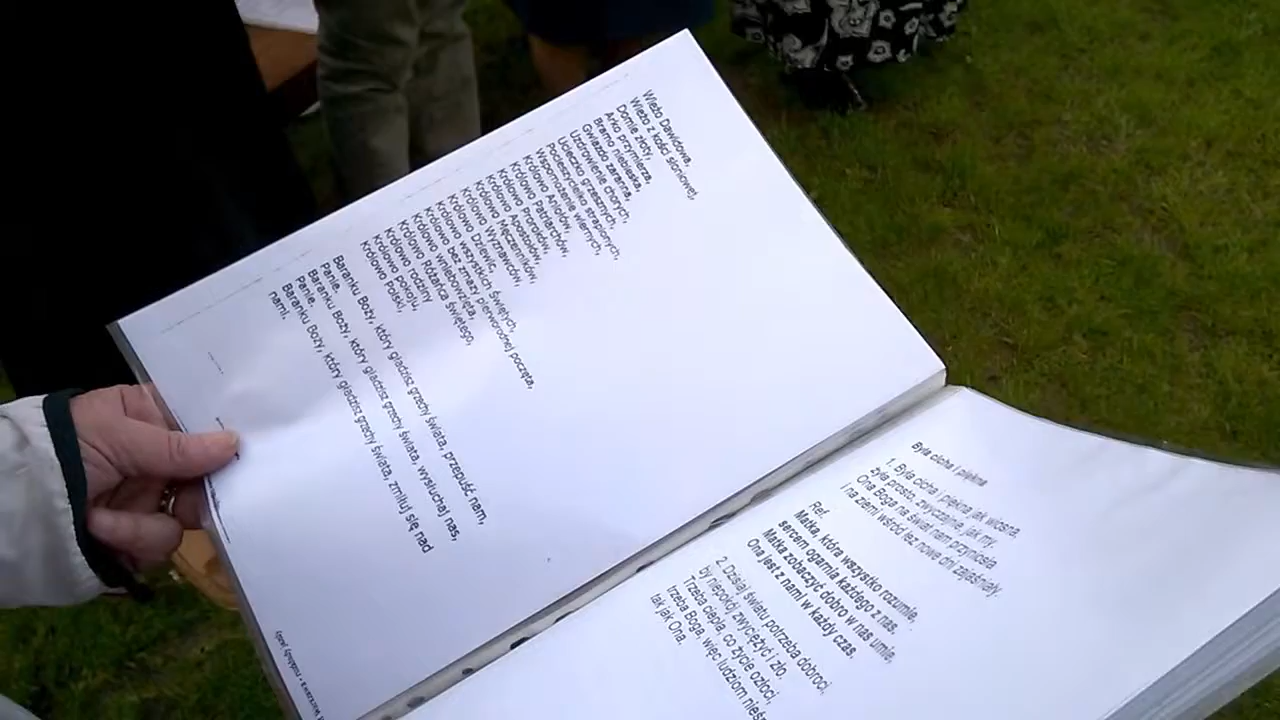 Wieżo Dawidowa,
Wieżo z kości słoniowej,
Domie złoty,
Arko przymierza,
Bramo niebieska,
Gwiazdo zaranna,
Uzdrowienie chorych,
Ucieczko grzesznych,
Pocieszycielko strapionych,
Wspomożenie wiernych,
Królowo Aniołów,
Królowo Patriarchów,
Królowo Proroków,
Królowo Apostołów,
Królowo Męczenników,
Królowo Wyznawców,
Królowo Dziewic,
Królowo wszystkich Świętych,
Królowo bez zmazy pierworodnej poczęta,
Królowo wniebowzięta,
Królowo Różańca świętego,
Królowo rodziny
Królowo pokoju,
Królowo Polski,
Baranku Boży, który gładzisz grzechy świata, przepuść nam,
Panie.
Baranku Boży, który gładzisz grzechy świata, wysłuchaj nas,
Panie.
Baranku Boży, który gładzisz grzechy świata, zmiłuj się nad
nami.
Była cicha i piękna
1. Była cicha i piękna jak wiosna,
żyła prosto, zwyczajnie, jak my.
Ona Boga na świat nam przyniosła
i na ziemi wśród łez nowe dni zajaśniały.
Ref.
Matka, która wszystko rozumie,
sercem ogarnia każdego z nas.
Matka zobaczyć dobro w nas umie,
Ona jest z nami w każdy czas.
2. Dzisiaj światu potrzeba dobroci,
by niepokój zwyciężyć i zło.
Trzeba ciepła, co życie ozłoci,
trzeba Boga, więc ludziom nieś
tak jak Ona.